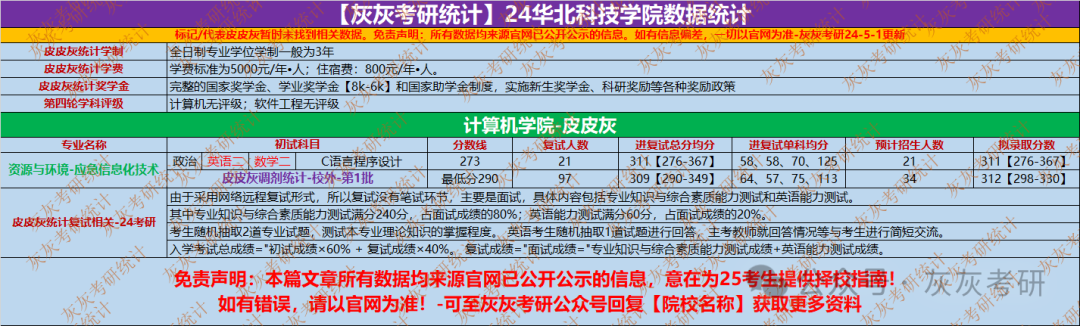 【灰灰考研统计】24华北科技学院数据统计
标记/代表皮皮灰暂时未找到相关数据。免责声明：所有数据均来源官网已公开公示的信息。如有信息偏差，一切以官网为准-灰灰考研24-5-1更新
皮皮灰统计学制 全日制专业学位学制一般为3年
皮皮灰统计学费 学费标准为5000元/年•人；住宿费：800元/年•人。
皮皮灰统计奖学金 完整的国家奖学金、学业奖学金【8k-6k】和国家助学金制度，实施新生奖学金、科研奖励等各种奖励政策
第四轮学科评级 计算机无评级；软件工程无评级
计算机学院-皮皮灰
专业名称 初试科目 分数线 复试人数 进复试总分均分 进复试单科均分 预计招生人数 拟录取分数
资源与环境-应急信息化技术 政治 英语二 数学二 C语言程序设计 273 21 311【276-367】 58、58、70、125 21 311【276-367】
皮皮灰调剂统计-校外-第1批 最低分290 97 309【290-349】 64、57、75、113 34 312【298-330】
皮皮灰统计复试相关-24考研
由于采用网络远程复试形式，所以复试没有笔试环节，主要是面试，具体内容包括专业知识与综合素质能力测试和英语能力测试。
其中专业知识与综合素质能力测试满分240分，占面试成绩的80%；英语能力测试满分60分，占面试成绩的20%。
考生随机抽取2道专业试题，测试本专业理论知识的掌握程度。 英语考生随机抽取1道试题进行回答，主考教师就回答情况等与考生进行简短交流。
入学考试总成绩="初试成绩×60% + 复试成绩×40%。 复试成绩="面试成绩="专业知识与综合素质能力测试成绩+英语能力测试成绩。
免责声明：本篇文章所有数据均来源官网已公开公示的信息，意在为25考生提供择校指南！
如有错误，请以官网为准！-可至灰灰考研公众号回复【院校名称】获取更多资料
公众号 · 灰灰考研
灰灰考研统计